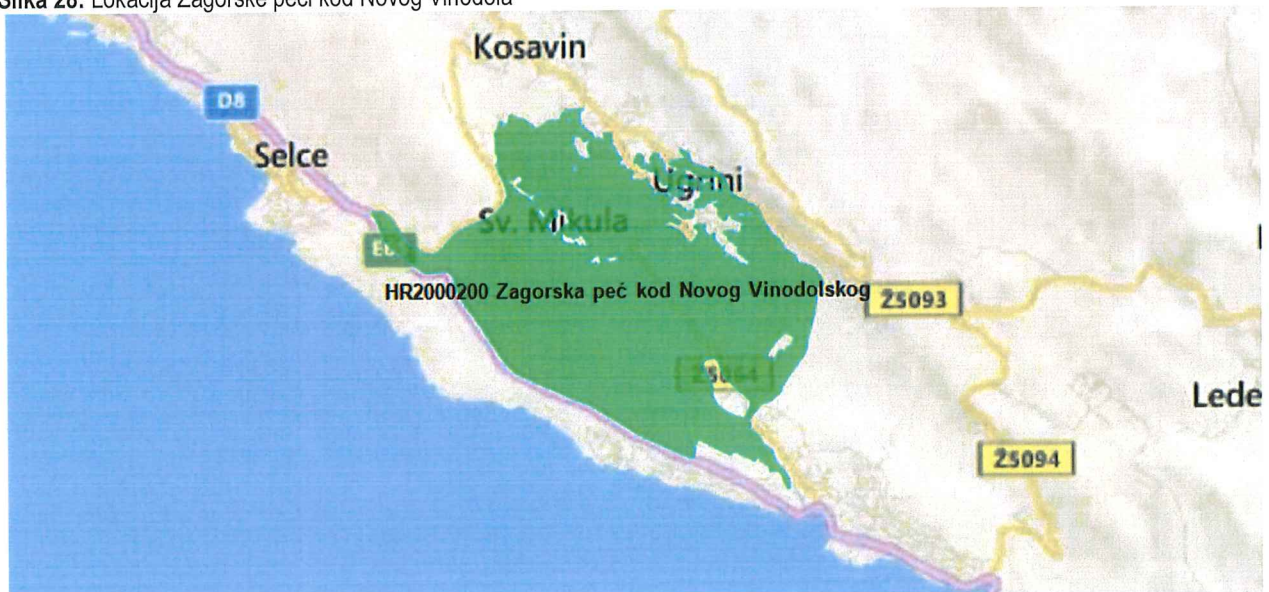 Slika 28: Lokacija Zagorske peći kod Novog Vinodola
Kosavin
D8
Selce
Ugrini
Sv. Mikula
HR2000200 Zagorska peć kod Novog Vinodolskog
Ž5093
Lede
Ž5094